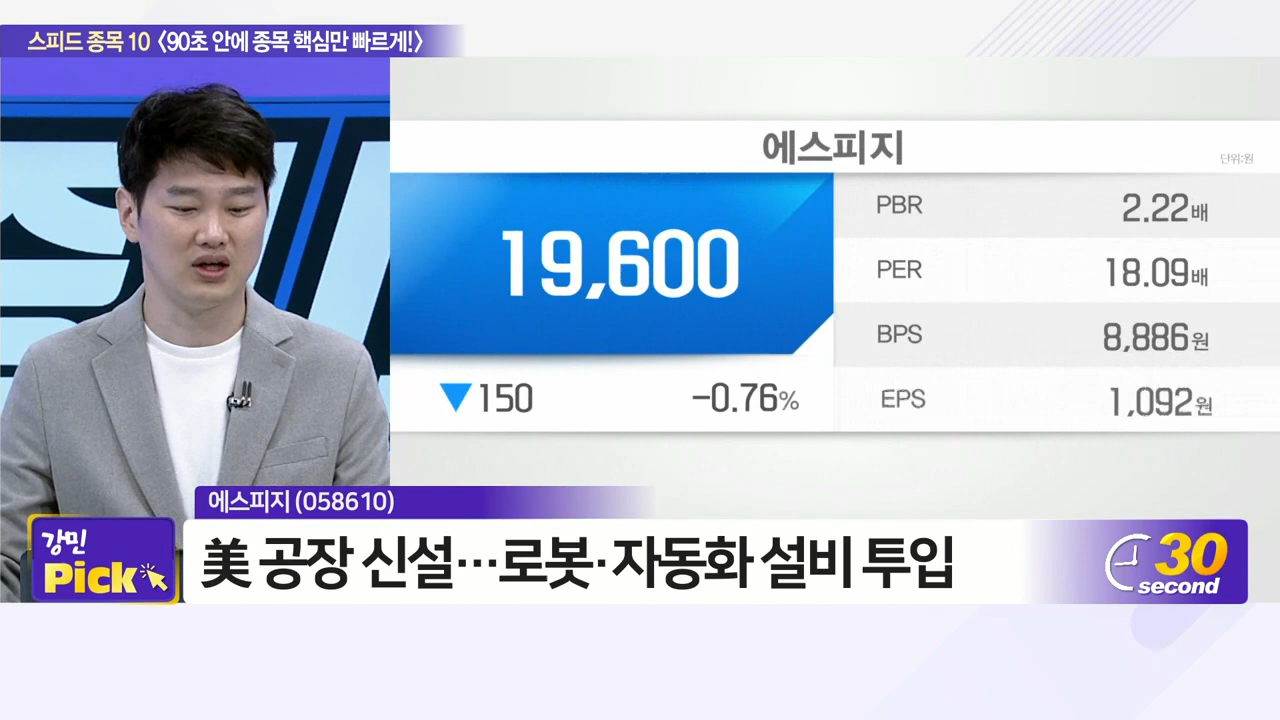 스피드 종목 10 〈90초 안에 종목 핵심만 빠르게!〉
에스피지
단위:원
19,600
▼150 -0.76%
PBR 2.22배
PER 18.09배
BPS 8,886원
EPS 1,092원
에스피지 (058610)
강민
Pick
美 공장 신설…로봇·자동화 설비 투입
30
second